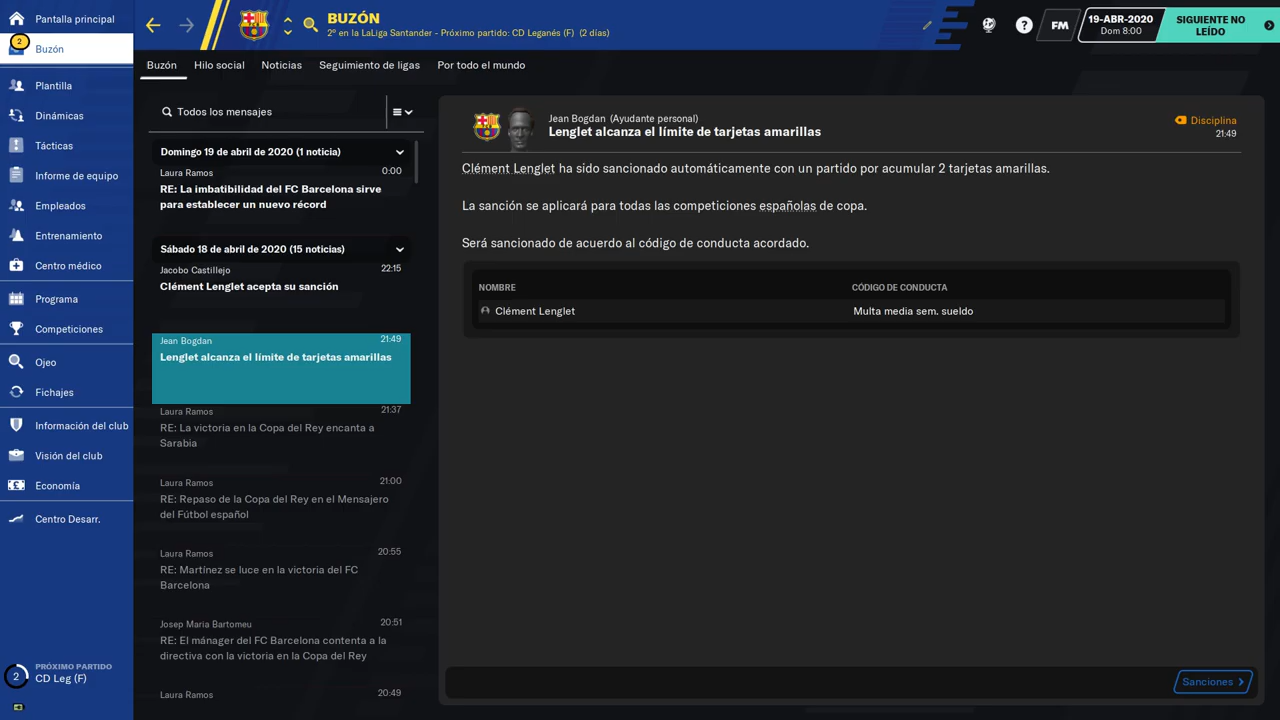 Pantalla principal
2
Buzón
Plantilla
Dinámicas
Tácticas
Informe de equipo
Empleados
Entrenamiento
Centro médico
Programa
Competiciones
Ojeo
Fichajes
Información del club
Visión del club
Economía
Centro Desarr.
2
PRÓXIMO PARTIDO
CD Leg (F)
BUZÓN
2º en la LaLiga Santander - Próximo partido: CD Leganés (F) (2 días)
?
FM
19-ABR-2020
Dom 8:00
SIGUIENTE NO
LEÍDO
Buzón
Hilo social
Noticias
Seguimiento de ligas
Por todo el mundo
Todos los mensajes
Domingo 19 de abril de 2020 (1 noticia)
Laura Ramos 0:00
RE: La imbatibilidad del FC Barcelona sirve
para establecer un nuevo récord
Sábado 18 de abril de 2020 (15 noticias)
Jacobo Castillejo 22:15
Clément Lenglet acepta su sanción
Jean Bogdan 21:49
Lenglet alcanza el límite de tarjetas amarillas
Laura Ramos 21:37
RE: La victoria en la Copa del Rey encanta a
Sarabia
Laura Ramos 21:00
RE: Repaso de la Copa del Rey en el Mensajero
del Fútbol español
Laura Ramos 20:55
RE: Martínez se luce en la victoria del FC
Barcelona
Josep Maria Bartomeu 20:51
RE: El mánager del FC Barcelona contenta a la
directiva con la victoria en la Copa del Rey
Laura Ramos 20:49
Jean Bogdan (Ayudante personal)
Lenglet alcanza el límite de tarjetas amarillas
Disciplina
21:49
Clément Lenglet ha sido sancionado automáticamente con un partido por acumular 2 tarjetas amarillas.
La sanción se aplicará para todas las competiciones españolas de copa.
Será sancionado de acuerdo al código de conducta acordado.
NOMBRE CÓDIGO DE CONDUCTA
Clément Lenglet Multa media sem. sueldo
Sanciones